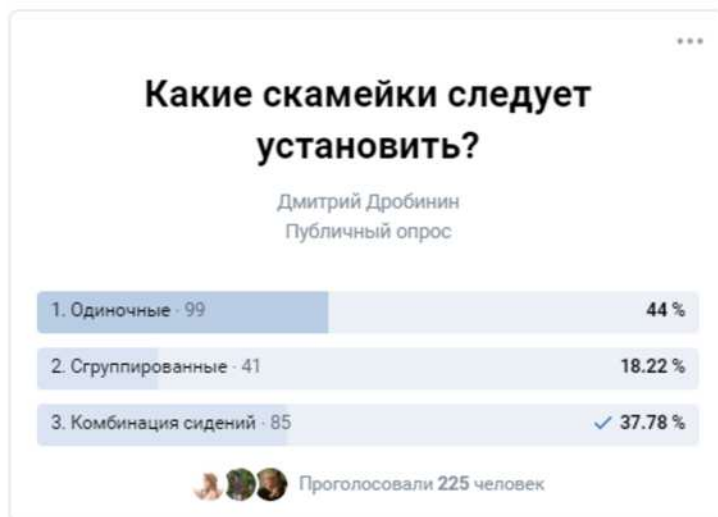 Какие скамейки следует
установить?
Дмитрий Дробинин
Публичный опрос
1. Одиночные · 99 44 %
2. Сгруппированные · 41 18.22 %
3. Комбинация сидений · 85 37.78 %
Проголосовали 225 человек